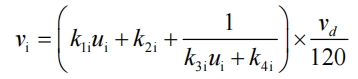 v_i = ( k_{1i} u_i + k_{2i} + \frac{1}{k_{3i} u_i + k_{4i}} ) × \frac{v_d}{120}